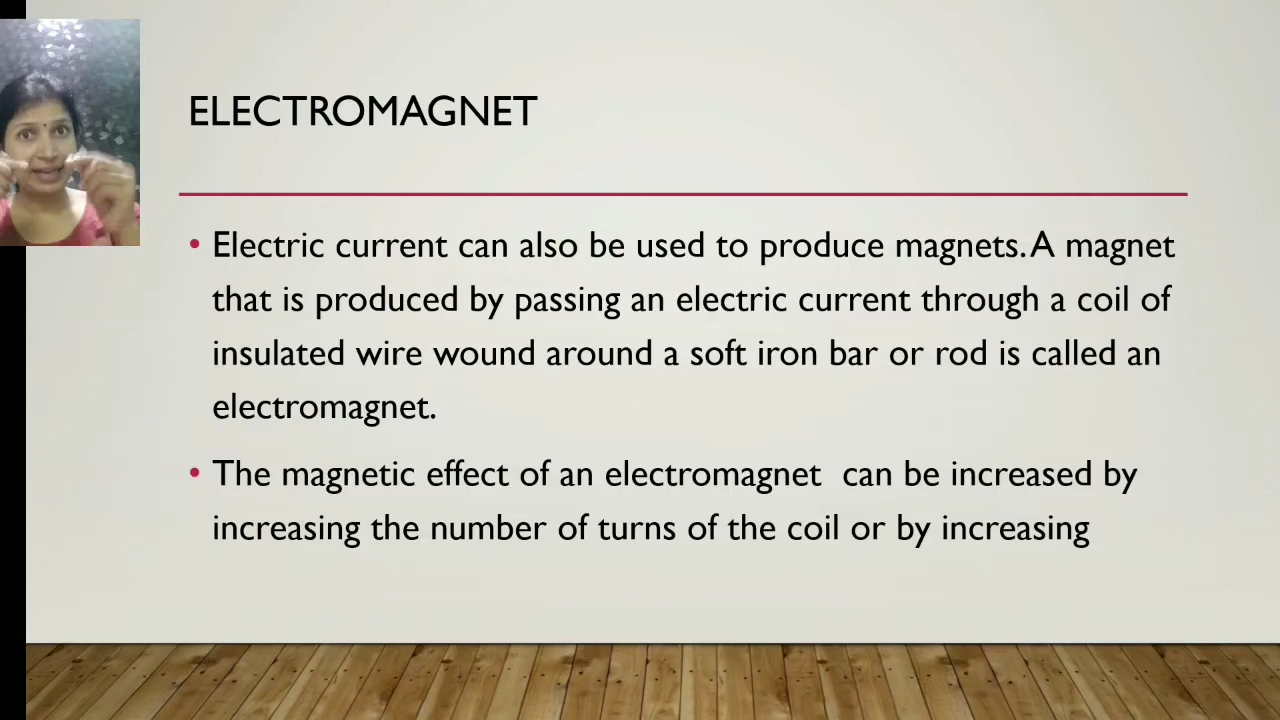 ELECTROMAGNET
• Electric current can also be used to produce magnets. A magnet
that is produced by passing an electric current through a coil of
insulated wire wound around a soft iron bar or rod is called an
electromagnet.
• The magnetic effect of an electromagnet  can be increased by
increasing the number of turns of the coil or by increasing